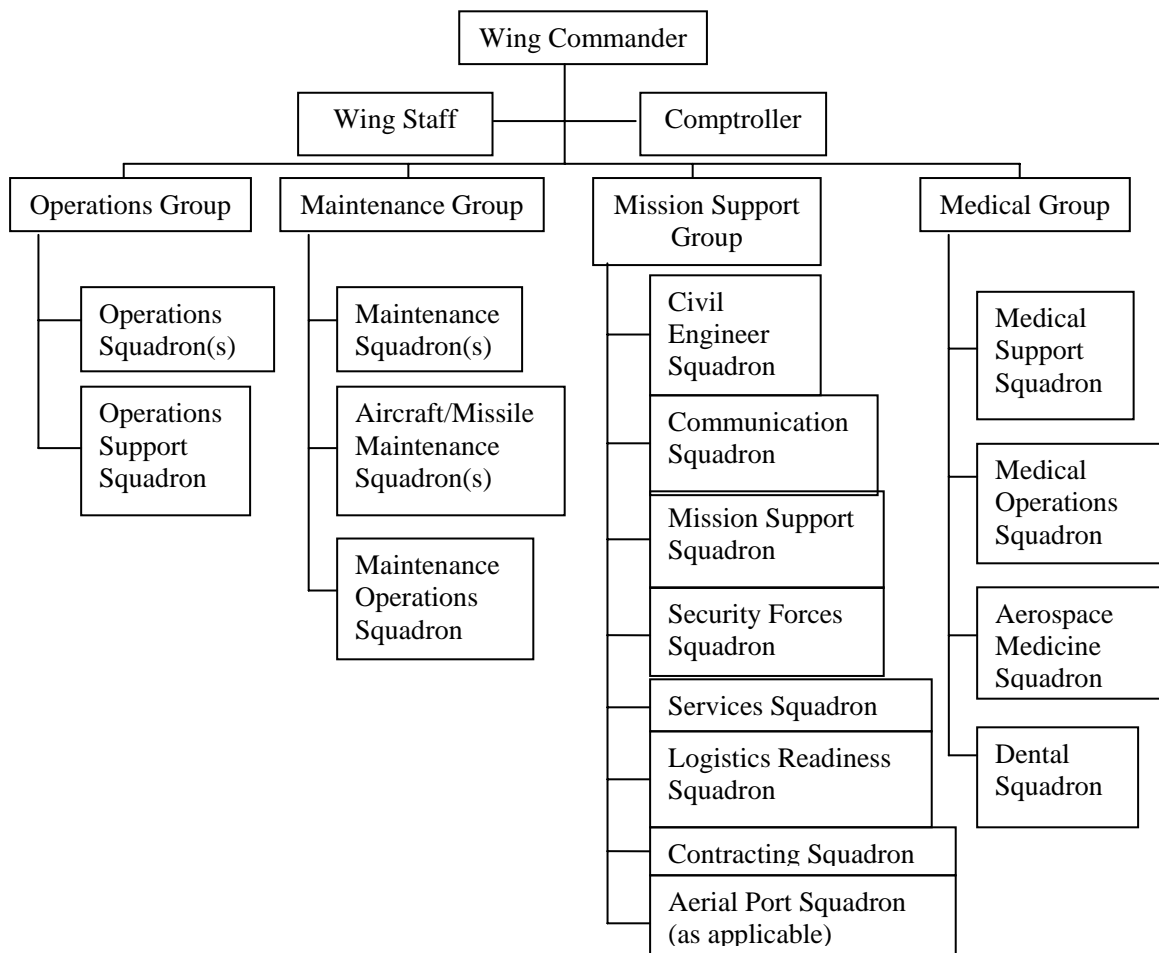 Wing Commander
Wing Staff
Comptroller
Operations Group
Maintenance Group
Mission Support
Group
Medical Group
Operations
Squadron(s)
Operations
Support
Squadron
Maintenance
Squadron(s)
Aircraft/Missile
Maintenance
Squadron(s)
Maintenance
Operations
Squadron
Civil
Engineer
Squadron
Communication
Squadron
Mission Support
Squadron
Security Forces
Squadron
Services Squadron
Logistics Readiness
Squadron
Contracting Squadron
Aerial Port Squadron
(as applicable)
Medical
Support
Squadron
Medical
Operations
Squadron
Aerospace
Medicine
Squadron
Dental
Squadron